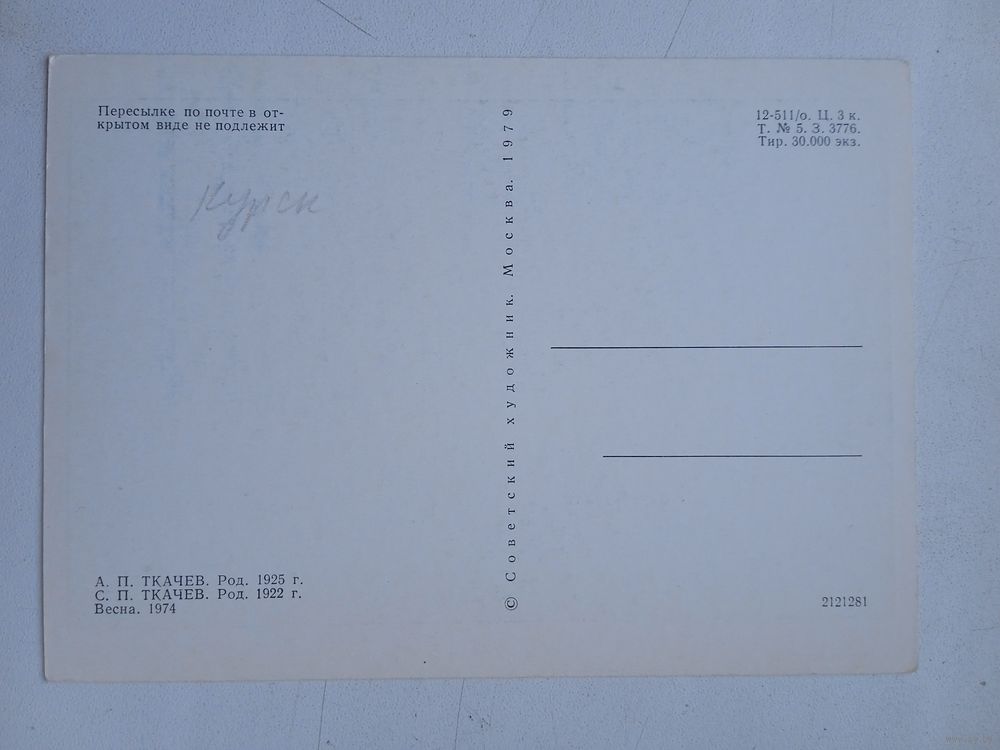 Пересылке по почте в от-
крытом виде не подлежит
Курск
12-511/о. Ц. 3 к.
Т. № 5. З. 3776.
Тир. 30.000 экз.
© Советский художник. Москва. 1979
А. П. ТКАЧЕВ. Род. 1925 г.
С. П. ТКАЧЕВ. Род. 1922 г.
Весна. 1974
2121281